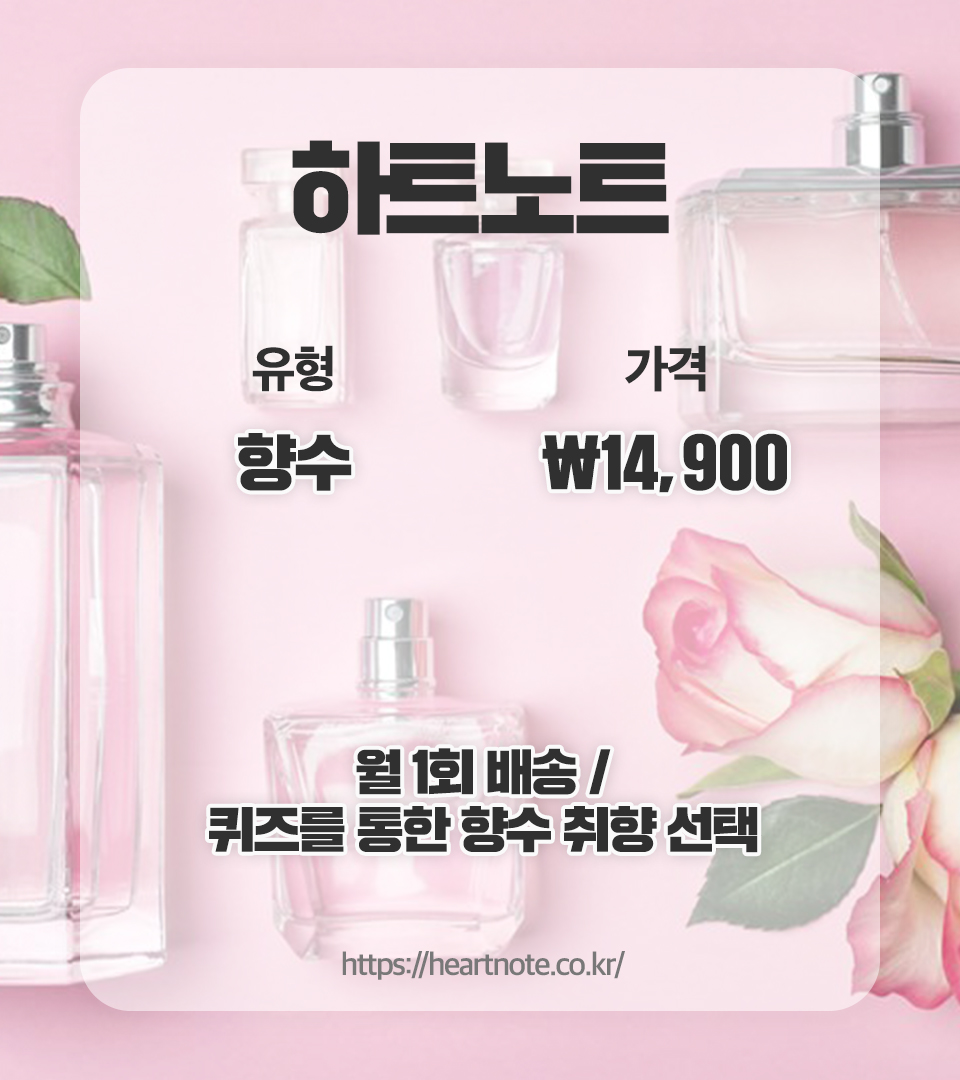 하트노트
유형
가격
향수
₩14, 900
월 1회 배송 /
퀴즈를 통한 향수 취향 선택
https://heartnote.co.kr/